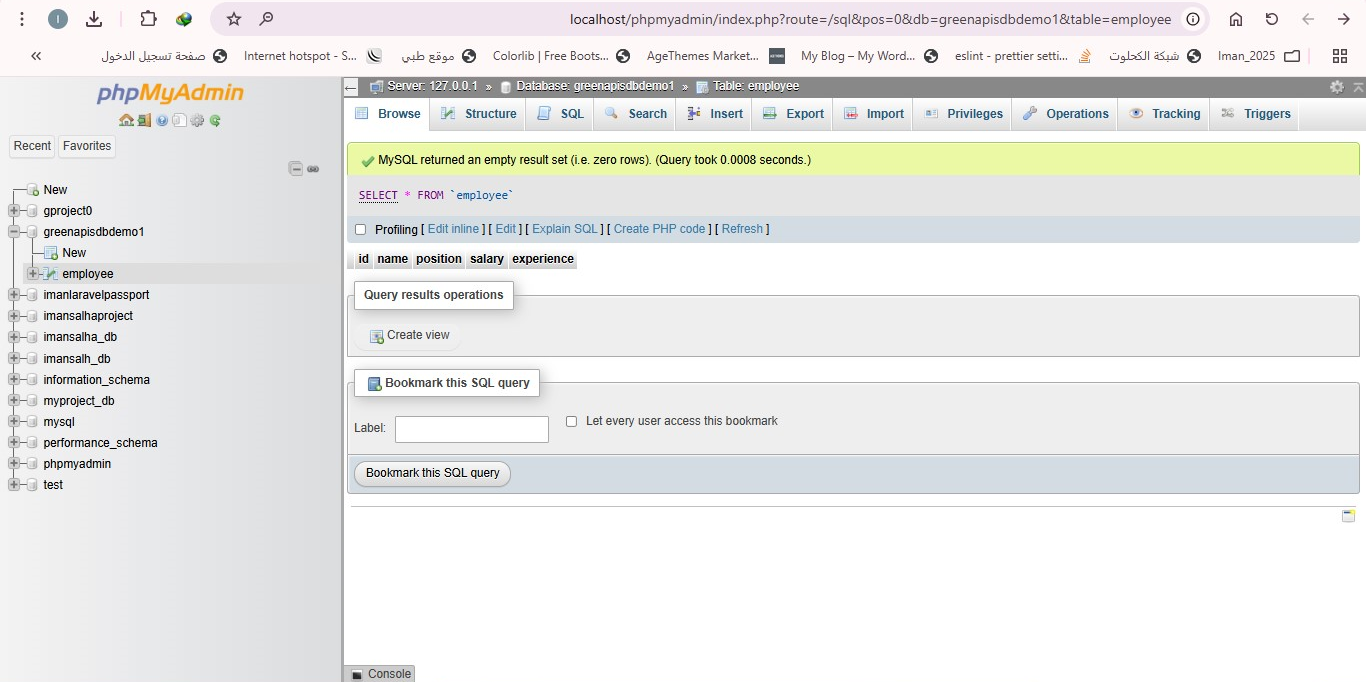 I
localhost/phpmyadmin/index.php?route=/sql&pos=0&db=greenapisdbdemo1&table=employee
« صفحة تسجيل الدخول Internet hotspot - S... موقع طبي Colorlib | Free Boots... AgeThemes Market... My Blog – My Word... eslint - prettier setti... شبكة الكحلوت Iman_2025
phpMyAdmin
Recent Favorites
New
gproject0
greenapisdbdemo1
New
employee
imanlaravelpassport
imansalhaproject
imansalha_db
imansalh_db
information_schema
myproject_db
mysql
performance_schema
phpmyadmin
test
Server: 127.0.0.1 » Database: greenapisdbdemo1 » Table: employee
Browse Structure SQL Search Insert Export Import Privileges Operations Tracking Triggers
MySQL returned an empty result set (i.e. zero rows). (Query took 0.0008 seconds.)
SELECT * FROM `employee`
Profiling [ Edit inline ] [ Edit ] [ Explain SQL ] [ Create PHP code ] [ Refresh ]
id name position salary experience
Query results operations
Create view
Bookmark this SQL query
Label: Let every user access this bookmark
Bookmark this SQL query
Console